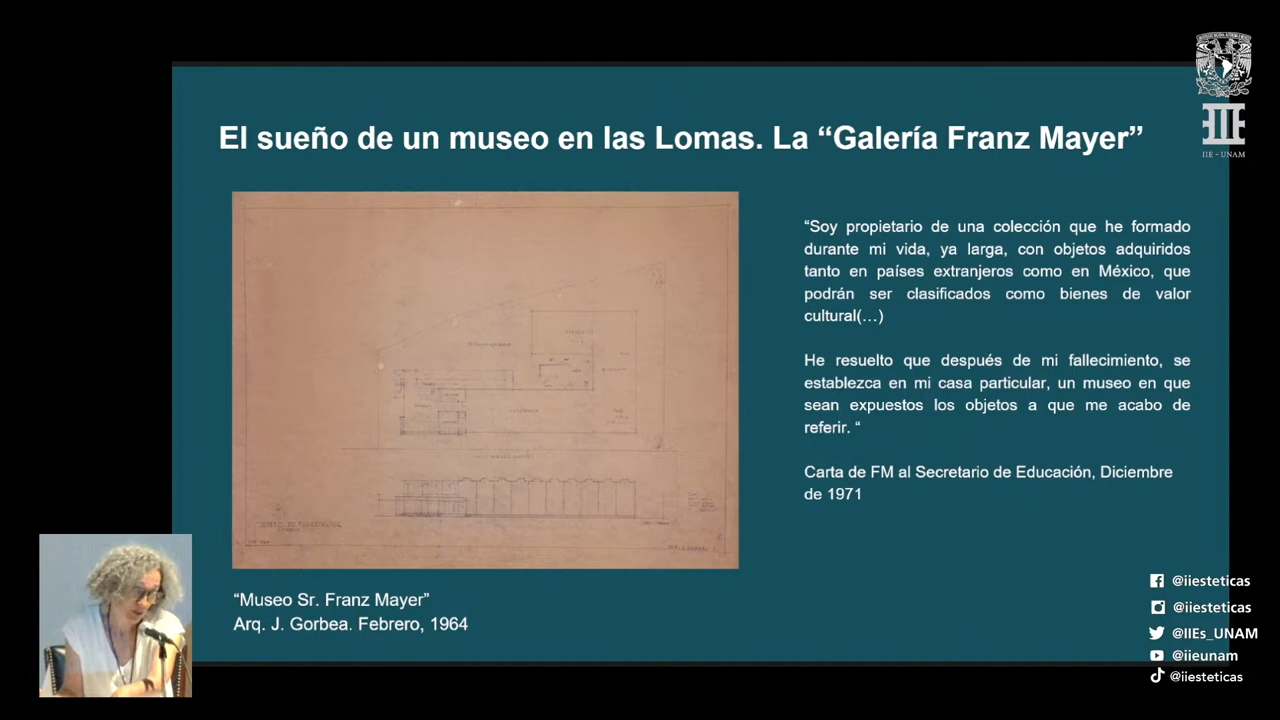 El sueño de un museo en las Lomas. La “Galería Franz Mayer”
IIE - UNAM
“Soy propietario de una colección que he formado
durante mi vida, ya larga, con objetos adquiridos
tanto en países extranjeros como en México, que
podrán ser clasificados como bienes de valor
cultural(…)
He resuelto que después de mi fallecimiento, se
establezca en mi casa particular, un museo en que
sean expuestos los objetos a que me acabo de
referir. “
Carta de FM al Secretario de Educación, Diciembre
de 1971
“Museo Sr. Franz Mayer”
Arq. J. Gorbea. Febrero, 1964
@iiesteticas
@iiesteticas
@IIEs_UNAM
@iieunam
@iiesteticas